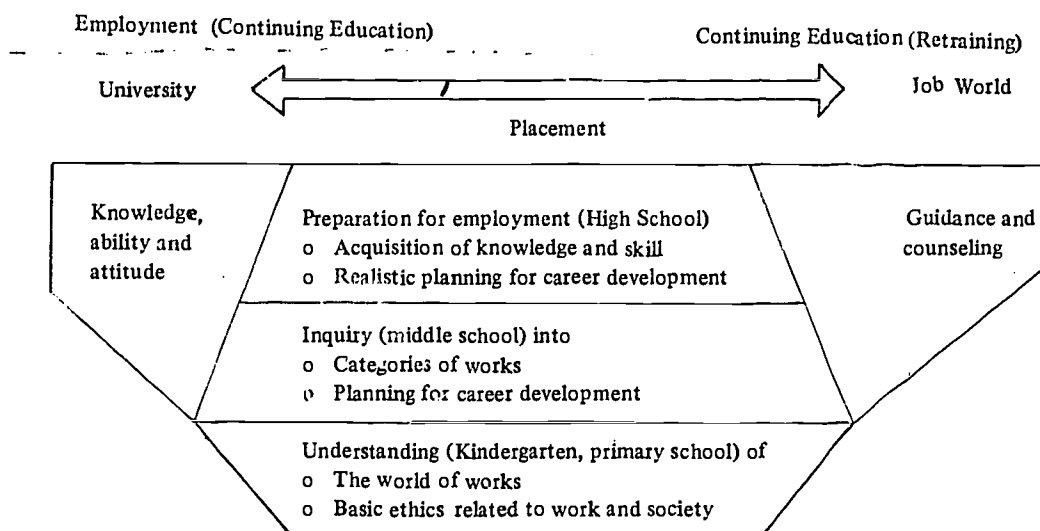 Employment (Continuing Education)
Continuing Education (Retraining)
University
Job World
Placement
Knowledge,
ability and
attitude
Preparation for employment (High School)
o Acquisition of knowledge and skill
o Realistic planning for career development
Guidance and
counseling
Inquiry (middle school) into
o Categories of works
o Planning for career development
Understanding (Kindergarten, primary school) of
o The world of works
o Basic ethics related to work and society